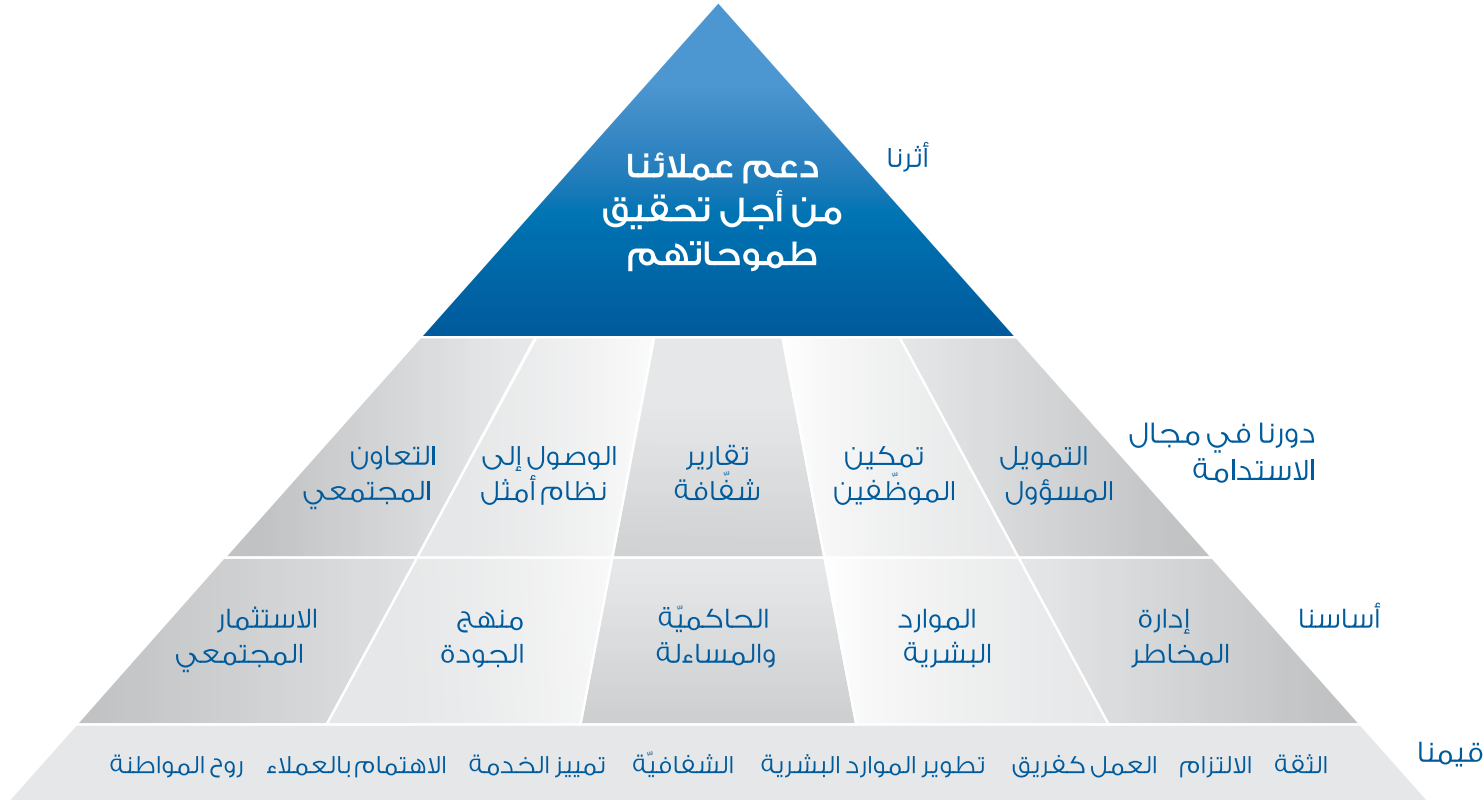 أثرنا
دعم عملائنا
من أجل تحقيق
طموحاتهم
دورنا في مجال
الاستدامة
التمويل
المسؤول
تمكين
الموظّفين
تقارير
شفّافة
الوصول إلى
نظام أمثل
التعاون
المجتمعي
أساسنا
إدارة
المخاطر
الموارد
البشرية
الحاكميّة
والمساءلة
منهج
الجودة
الاستثمار
المجتمعي
قيمنا
الثقة الالتزام العمل كفريق تطوير الموارد البشرية الشفافيّة تمييز الخدمة الاهتمام بالعملاء روح المواطنة